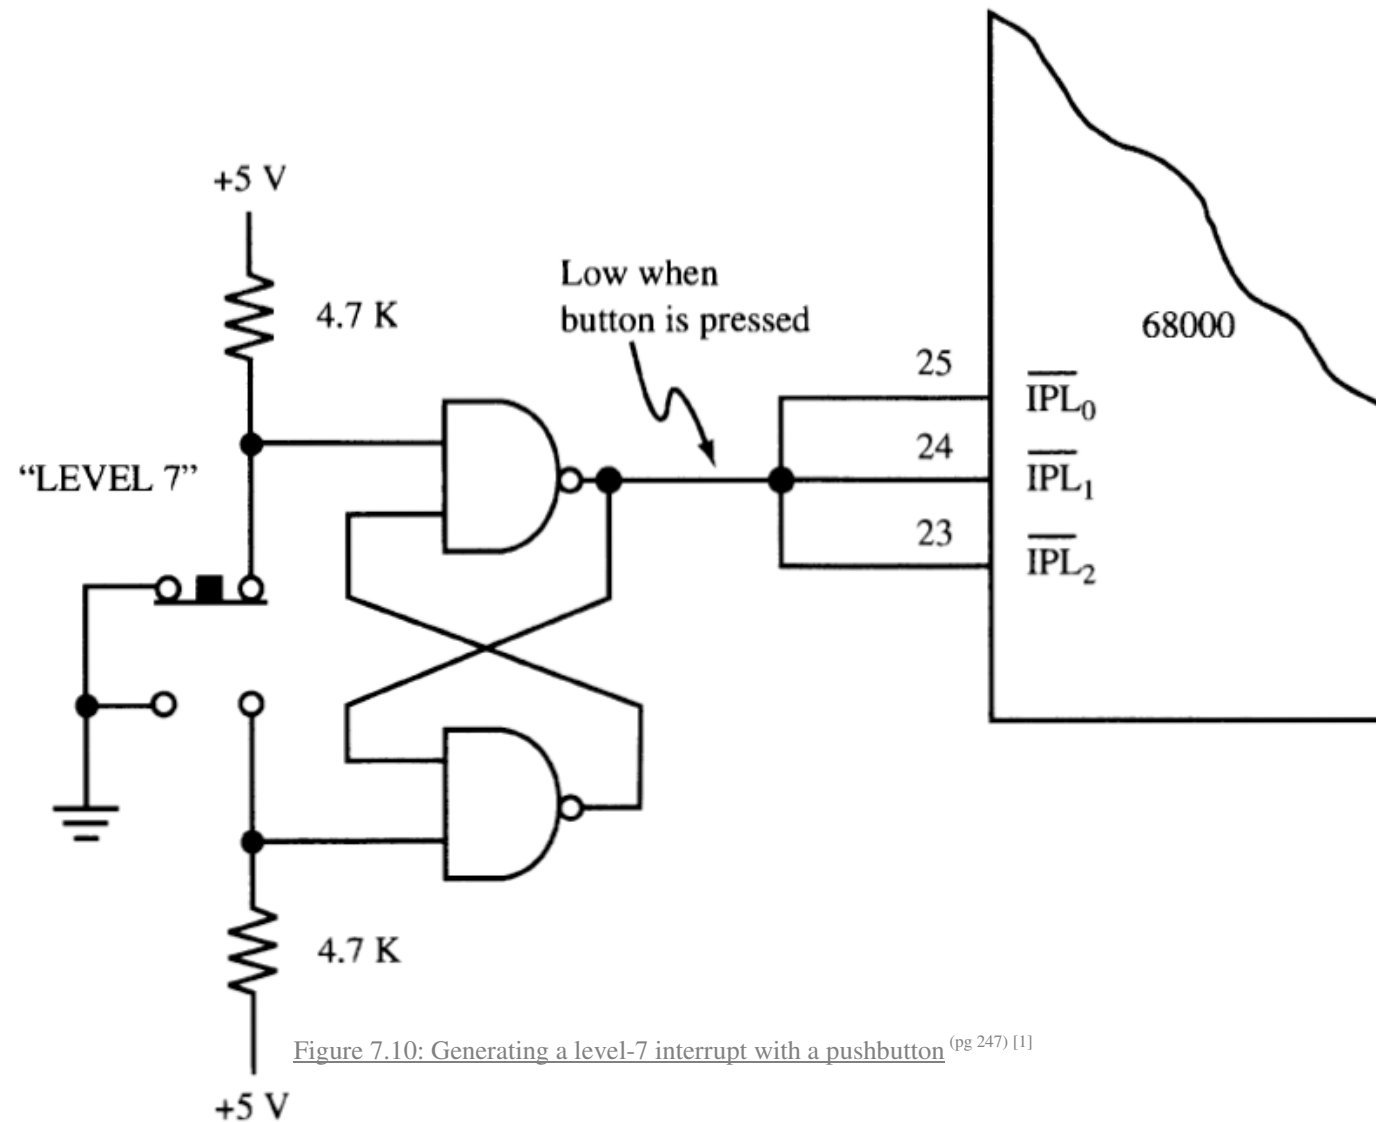 +5 V
4.7 K
Low when
button is pressed
68000
25
IPL0
24
IPL1
23
IPL2
“LEVEL 7”
4.7 K
Figure 7.10: Generating a level-7 interrupt with a pushbutton (pg 247) [1]
+5 V